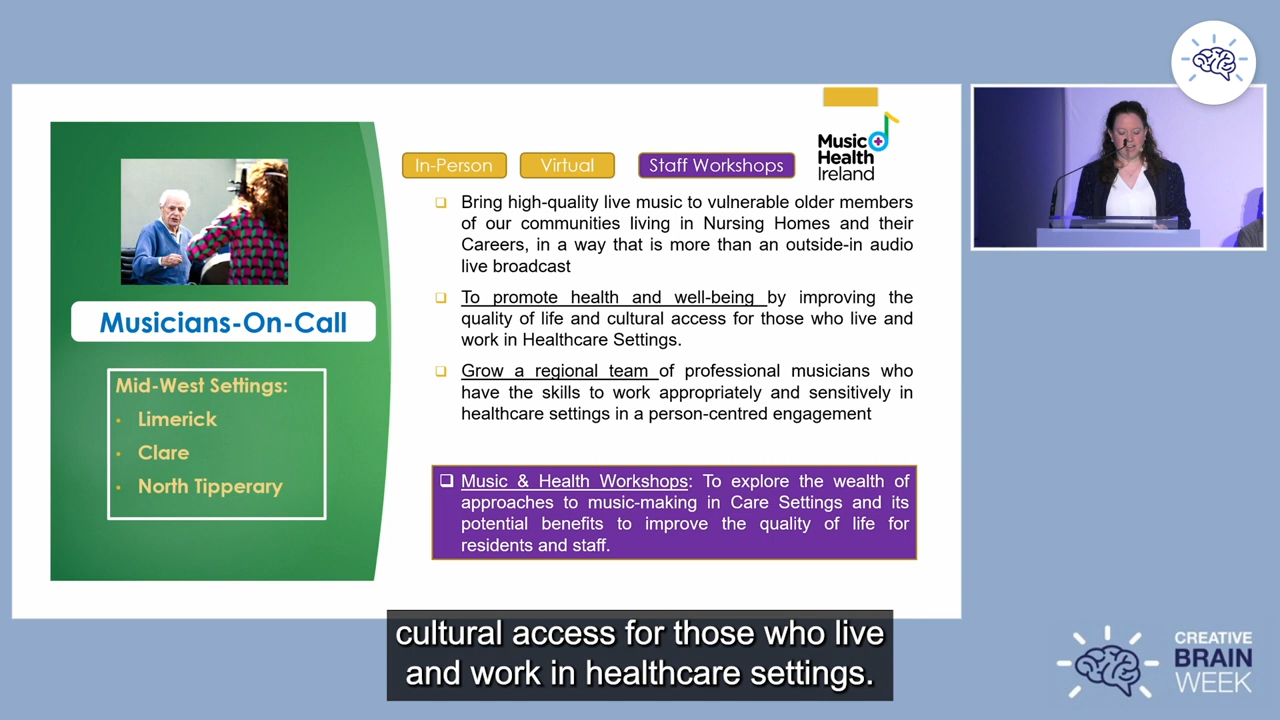 Musicians-On-Call
Mid-West Settings:
• Limerick
• Clare
• North Tipperary
In-Person
Virtual
Staff Workshops
Music
Health
Ireland
❑ Bring high-quality live music to vulnerable older members
of our communities living in Nursing Homes and their
Careers, in a way that is more than an outside-in audio
live broadcast
❑ To promote health and well-being by improving the
quality of life and cultural access for those who live and
work in Healthcare Settings.
❑ Grow a regional team of professional musicians who
have the skills to work appropriately and sensitively in
healthcare settings in a person-centred engagement
❑ Music & Health Workshops: To explore the wealth of
approaches to music-making in Care Settings and its
potential benefits to improve the quality of life for
residents and staff.
cultural access for those who live
and work in healthcare settings.
CREATIVE
BRAIN
WEEK